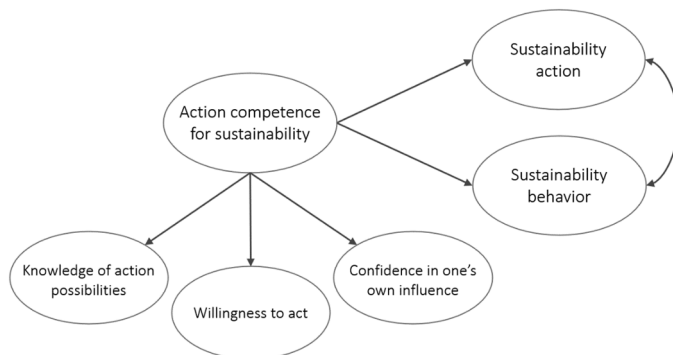 Sustainability
action
Action competence
for sustainability
Sustainability
behavior
Knowledge of action
possibilities
Willingness to act
Confidence in one's
own influence